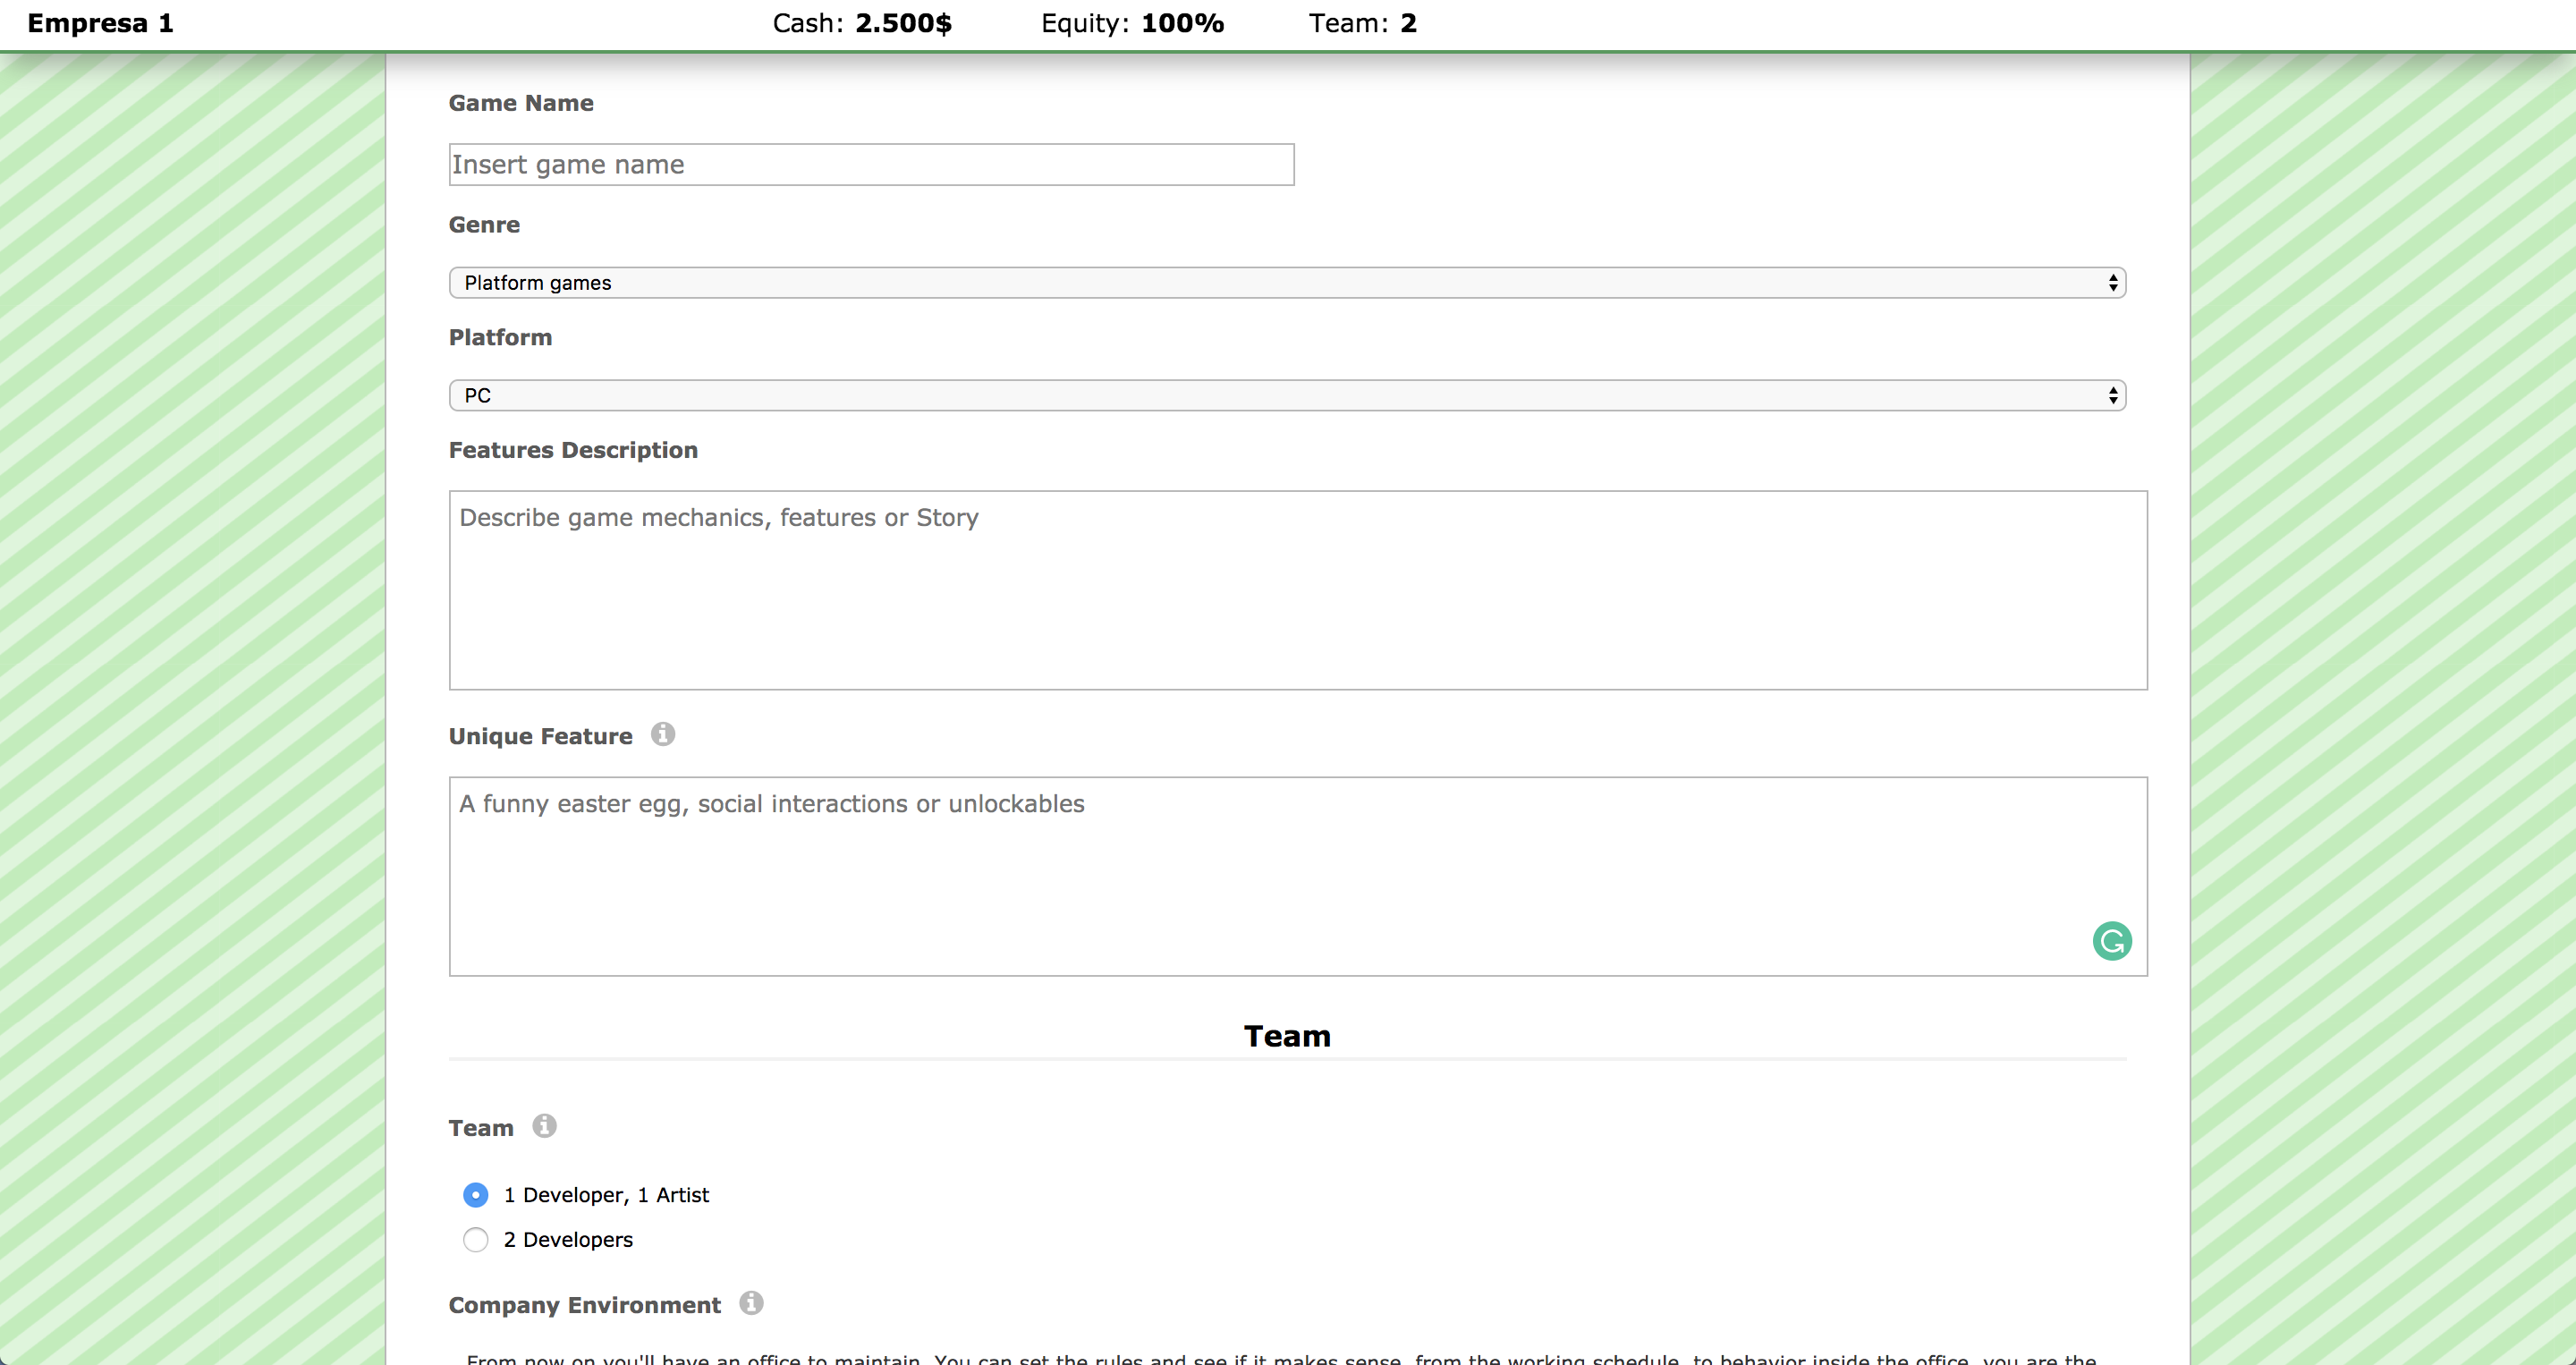 Empresa 1 Cash: 2.500$ Equity: 100% Team: 2
Game Name
Insert game name
Genre
Platform games
Platform
PC
Features Description
Describe game mechanics, features or Story
Unique Feature
A funny easter egg, social interactions or unlockables
Team
Team
1 Developer, 1 Artist
2 Developers
Company Environment
From now on you'll have an office to maintain. You can set the rules and see if it makes sense, from the working schedule, to behavior inside the office, you are the